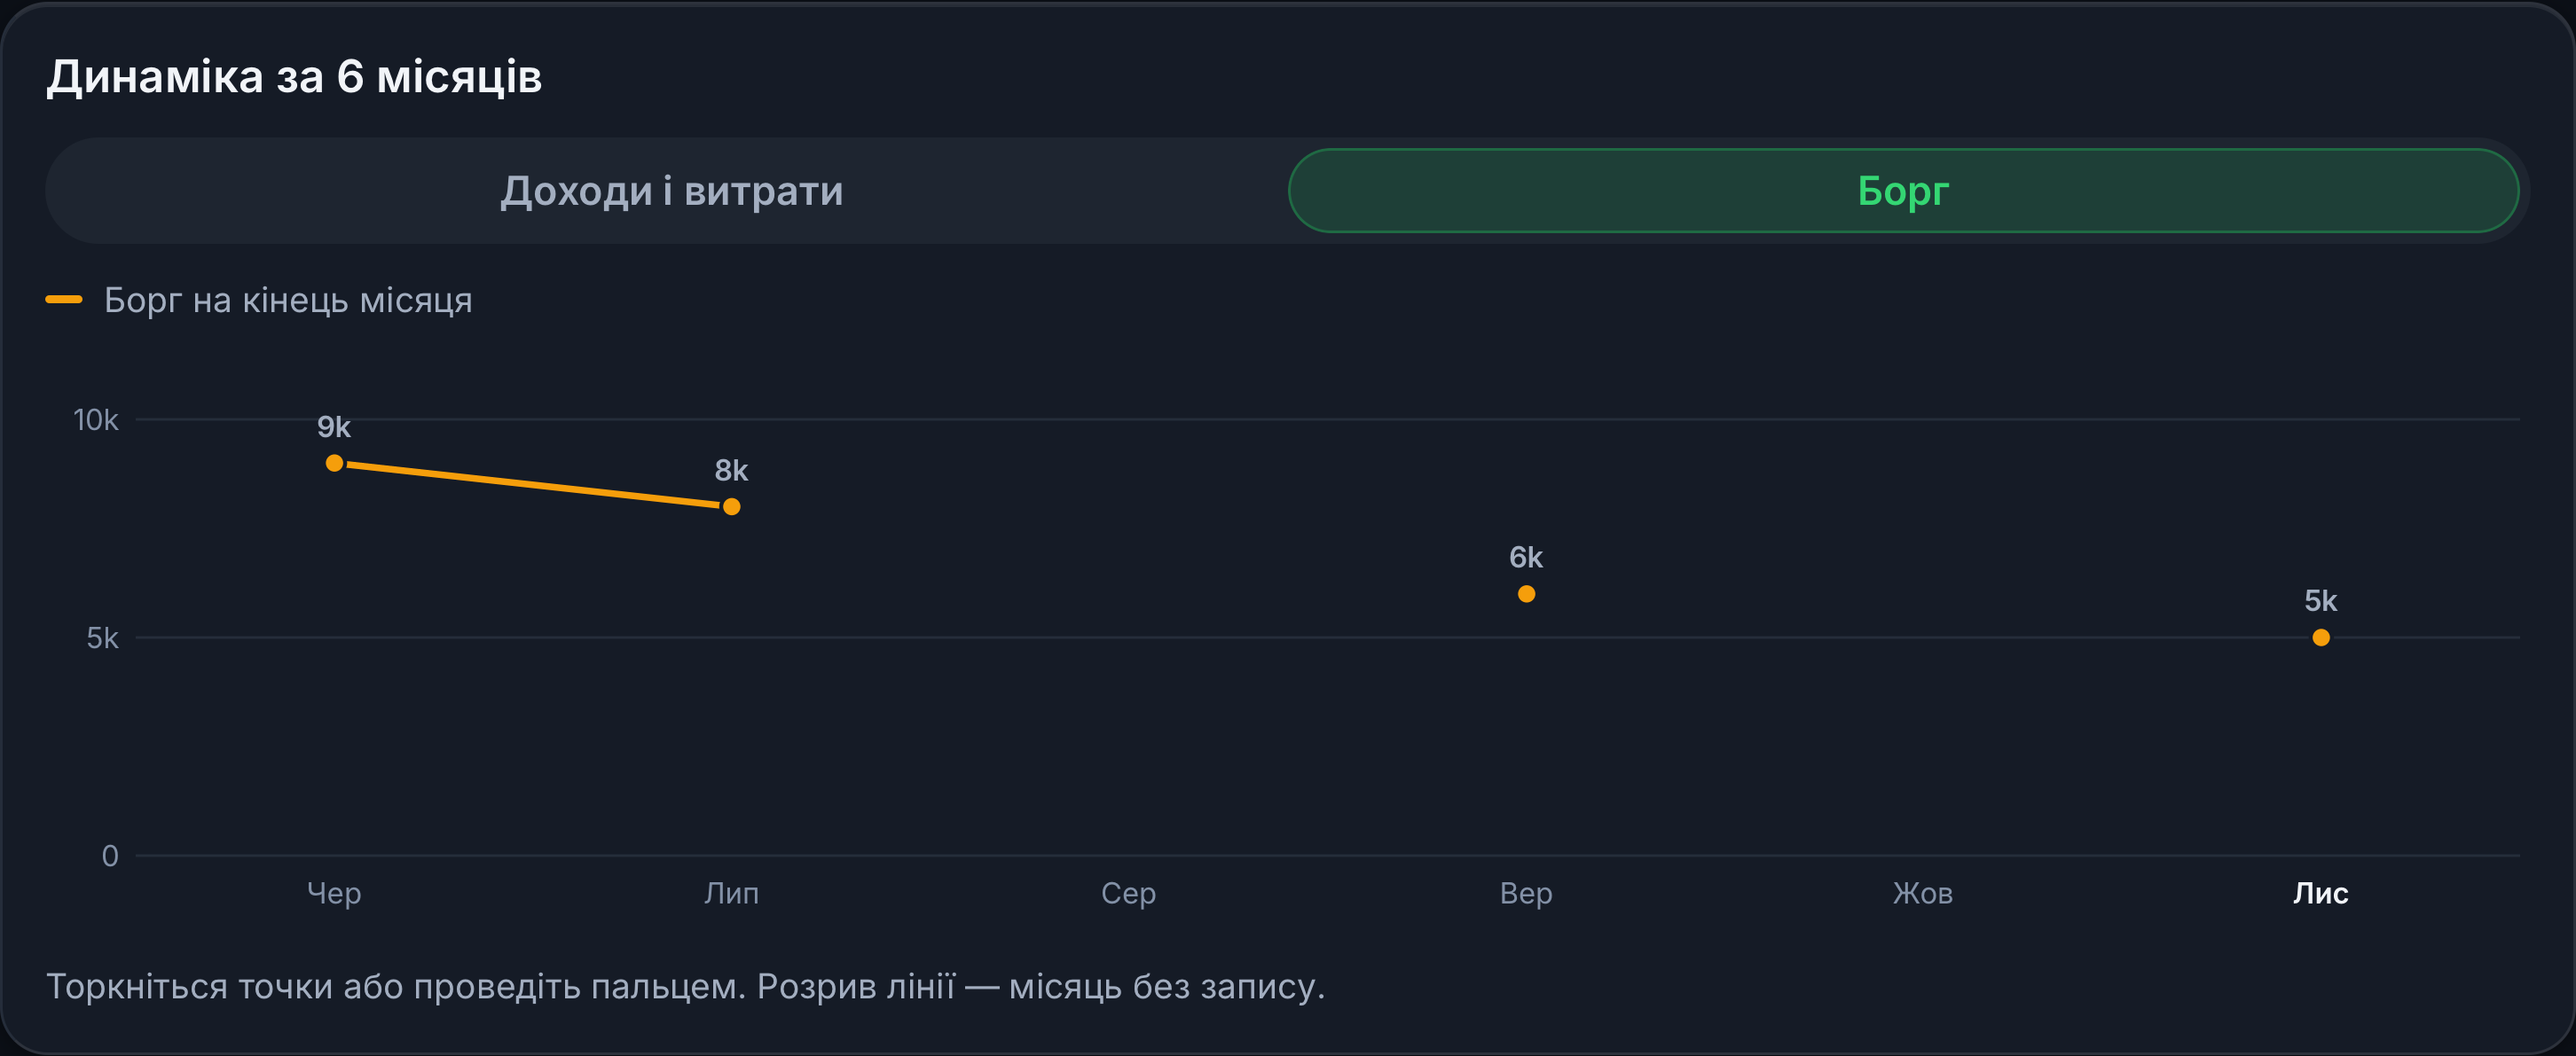 Динаміка за 6 місяців
Доходи і витрати
Борг
Борг на кінець місяця
10k
9k
8k
6k
5k
5k
0
Чер
Лип
Сер
Вер
Жов
Лис
Торкніться точки або проведіть пальцем. Розрив лінії — місяць без запису.